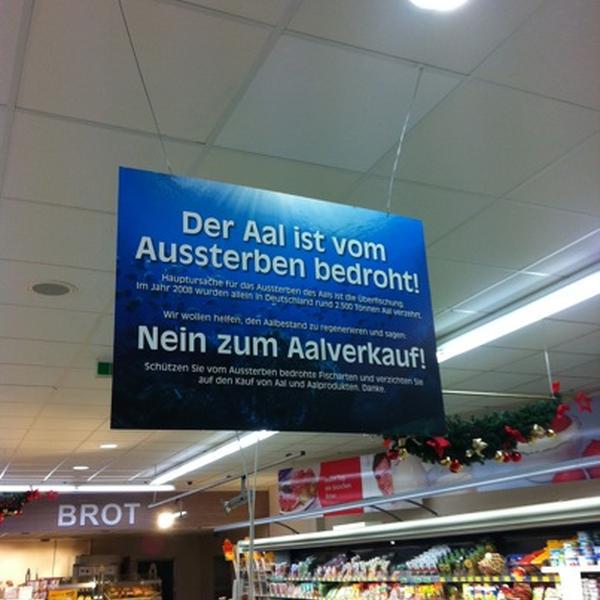 Der Aal ist vom
Aussterben bedroht!
Hauptursache für das Aussterben des Aals ist die Überfischung.
Im Jahr 2008 wurden allein in Deutschland rund 2.500 Tonnen Aal verzehrt.
Wir wollen helfen, den Aalbestand zu regenerieren und sagen:
Nein zum Aalverkauf!
Schützen Sie vom Aussterben bedrohte Fischarten und verzichten Sie
auf den Kauf von Aal und Aalprodukten. Danke.
BROT